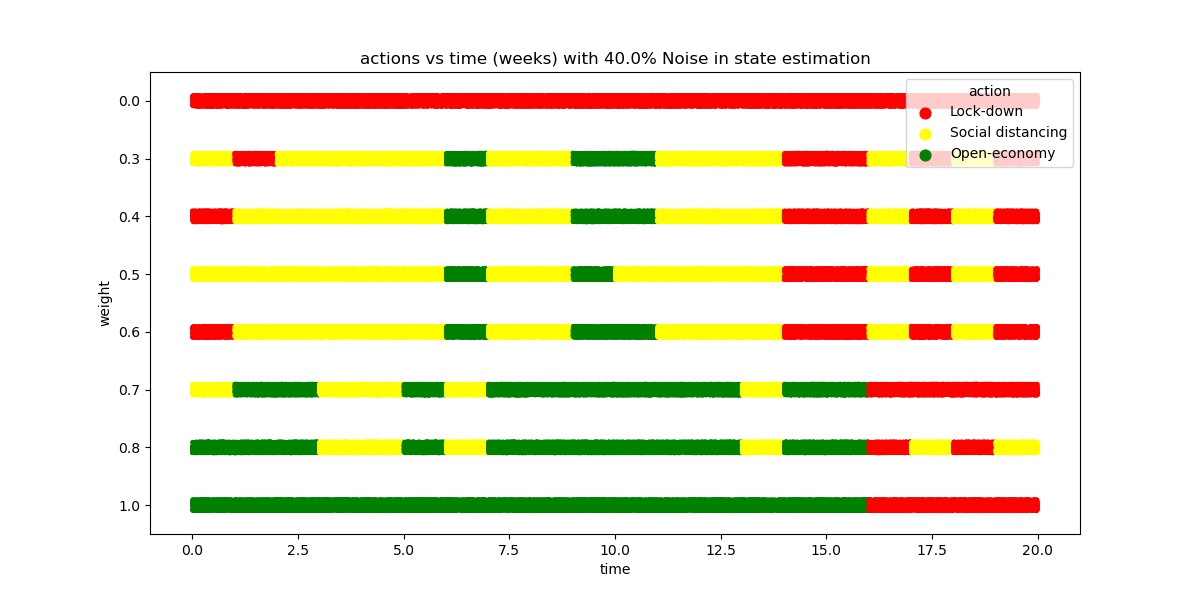 actions vs time (weeks) with 40.0% Noise in state estimation
action
Lock-down
Social distancing
Open-economy
weight
0.0
0.3
0.4
0.5
0.6
0.7
0.8
1.0
0.0 2.5 5.0 7.5 10.0 12.5 15.0 17.5 20.0
time